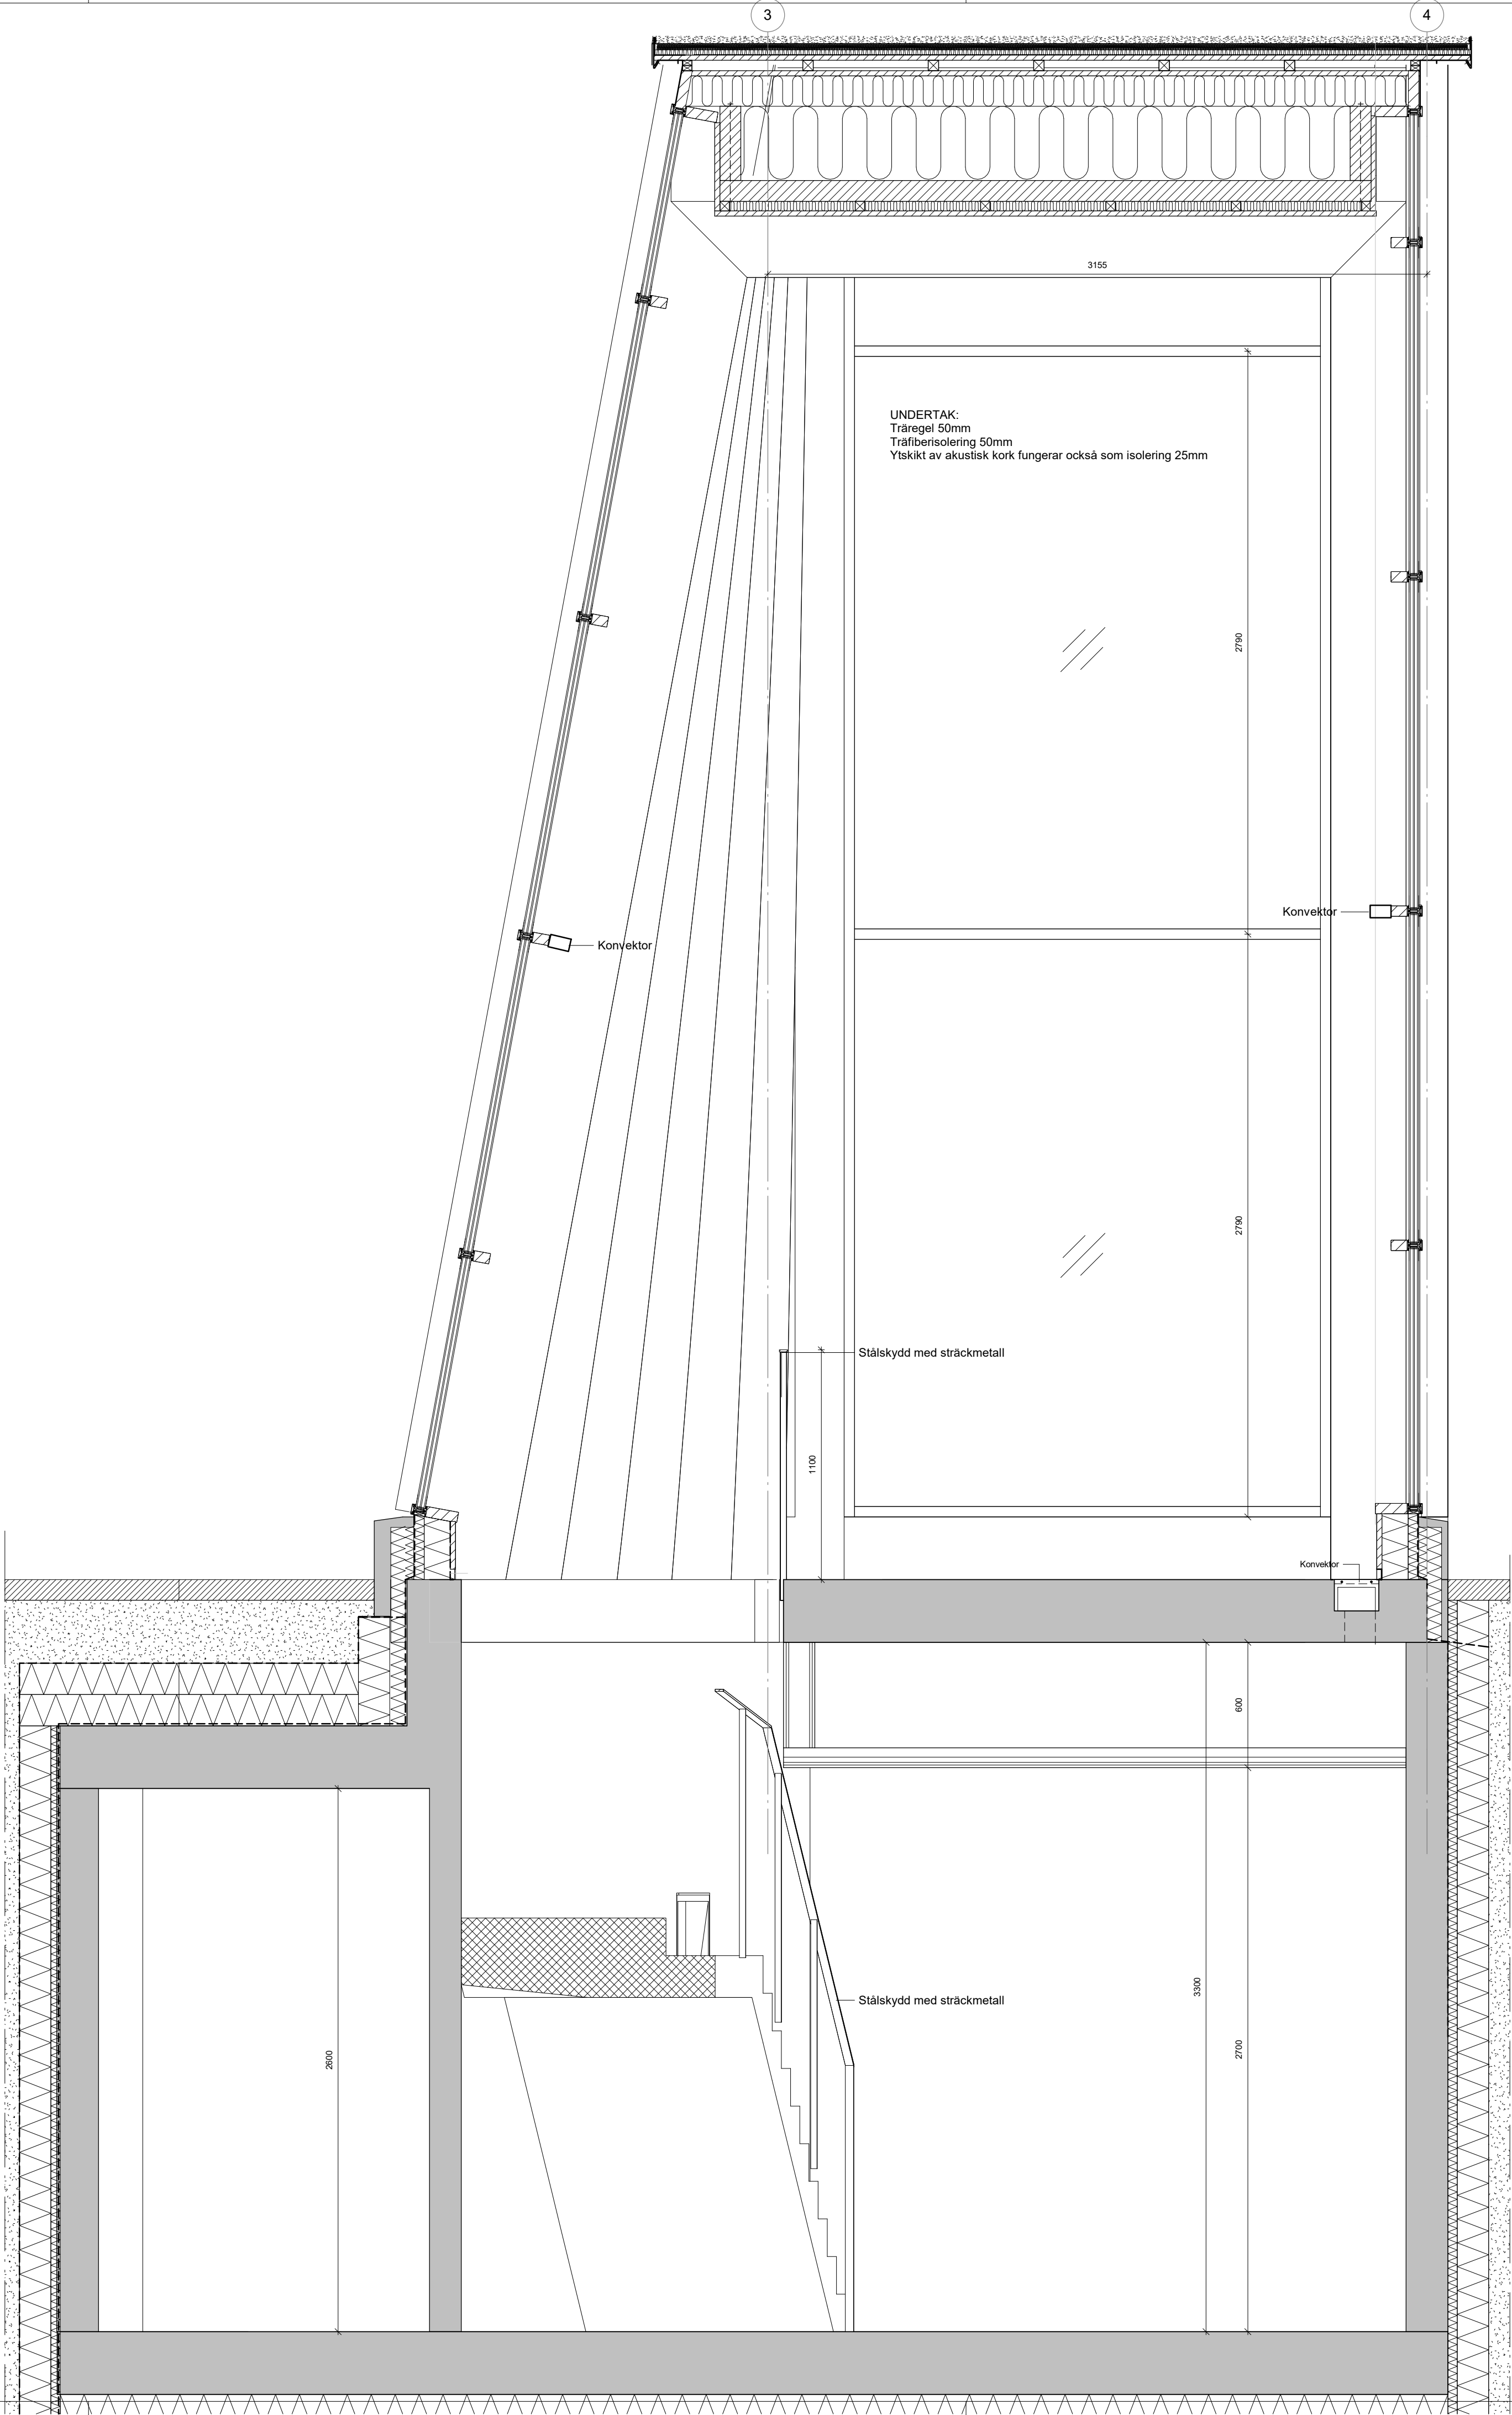 3
4
3155
UNDERTAK:
Träregel 50mm
Träfiberisolering 50mm
Ytskikt av akustisk kork fungerar också som isolering 25mm
2790
Konvektor
Konvektor
2790
Stålskydd med sträckmetall
1100
Konvektor
600
3300
Stålskydd med sträckmetall
2700
2600